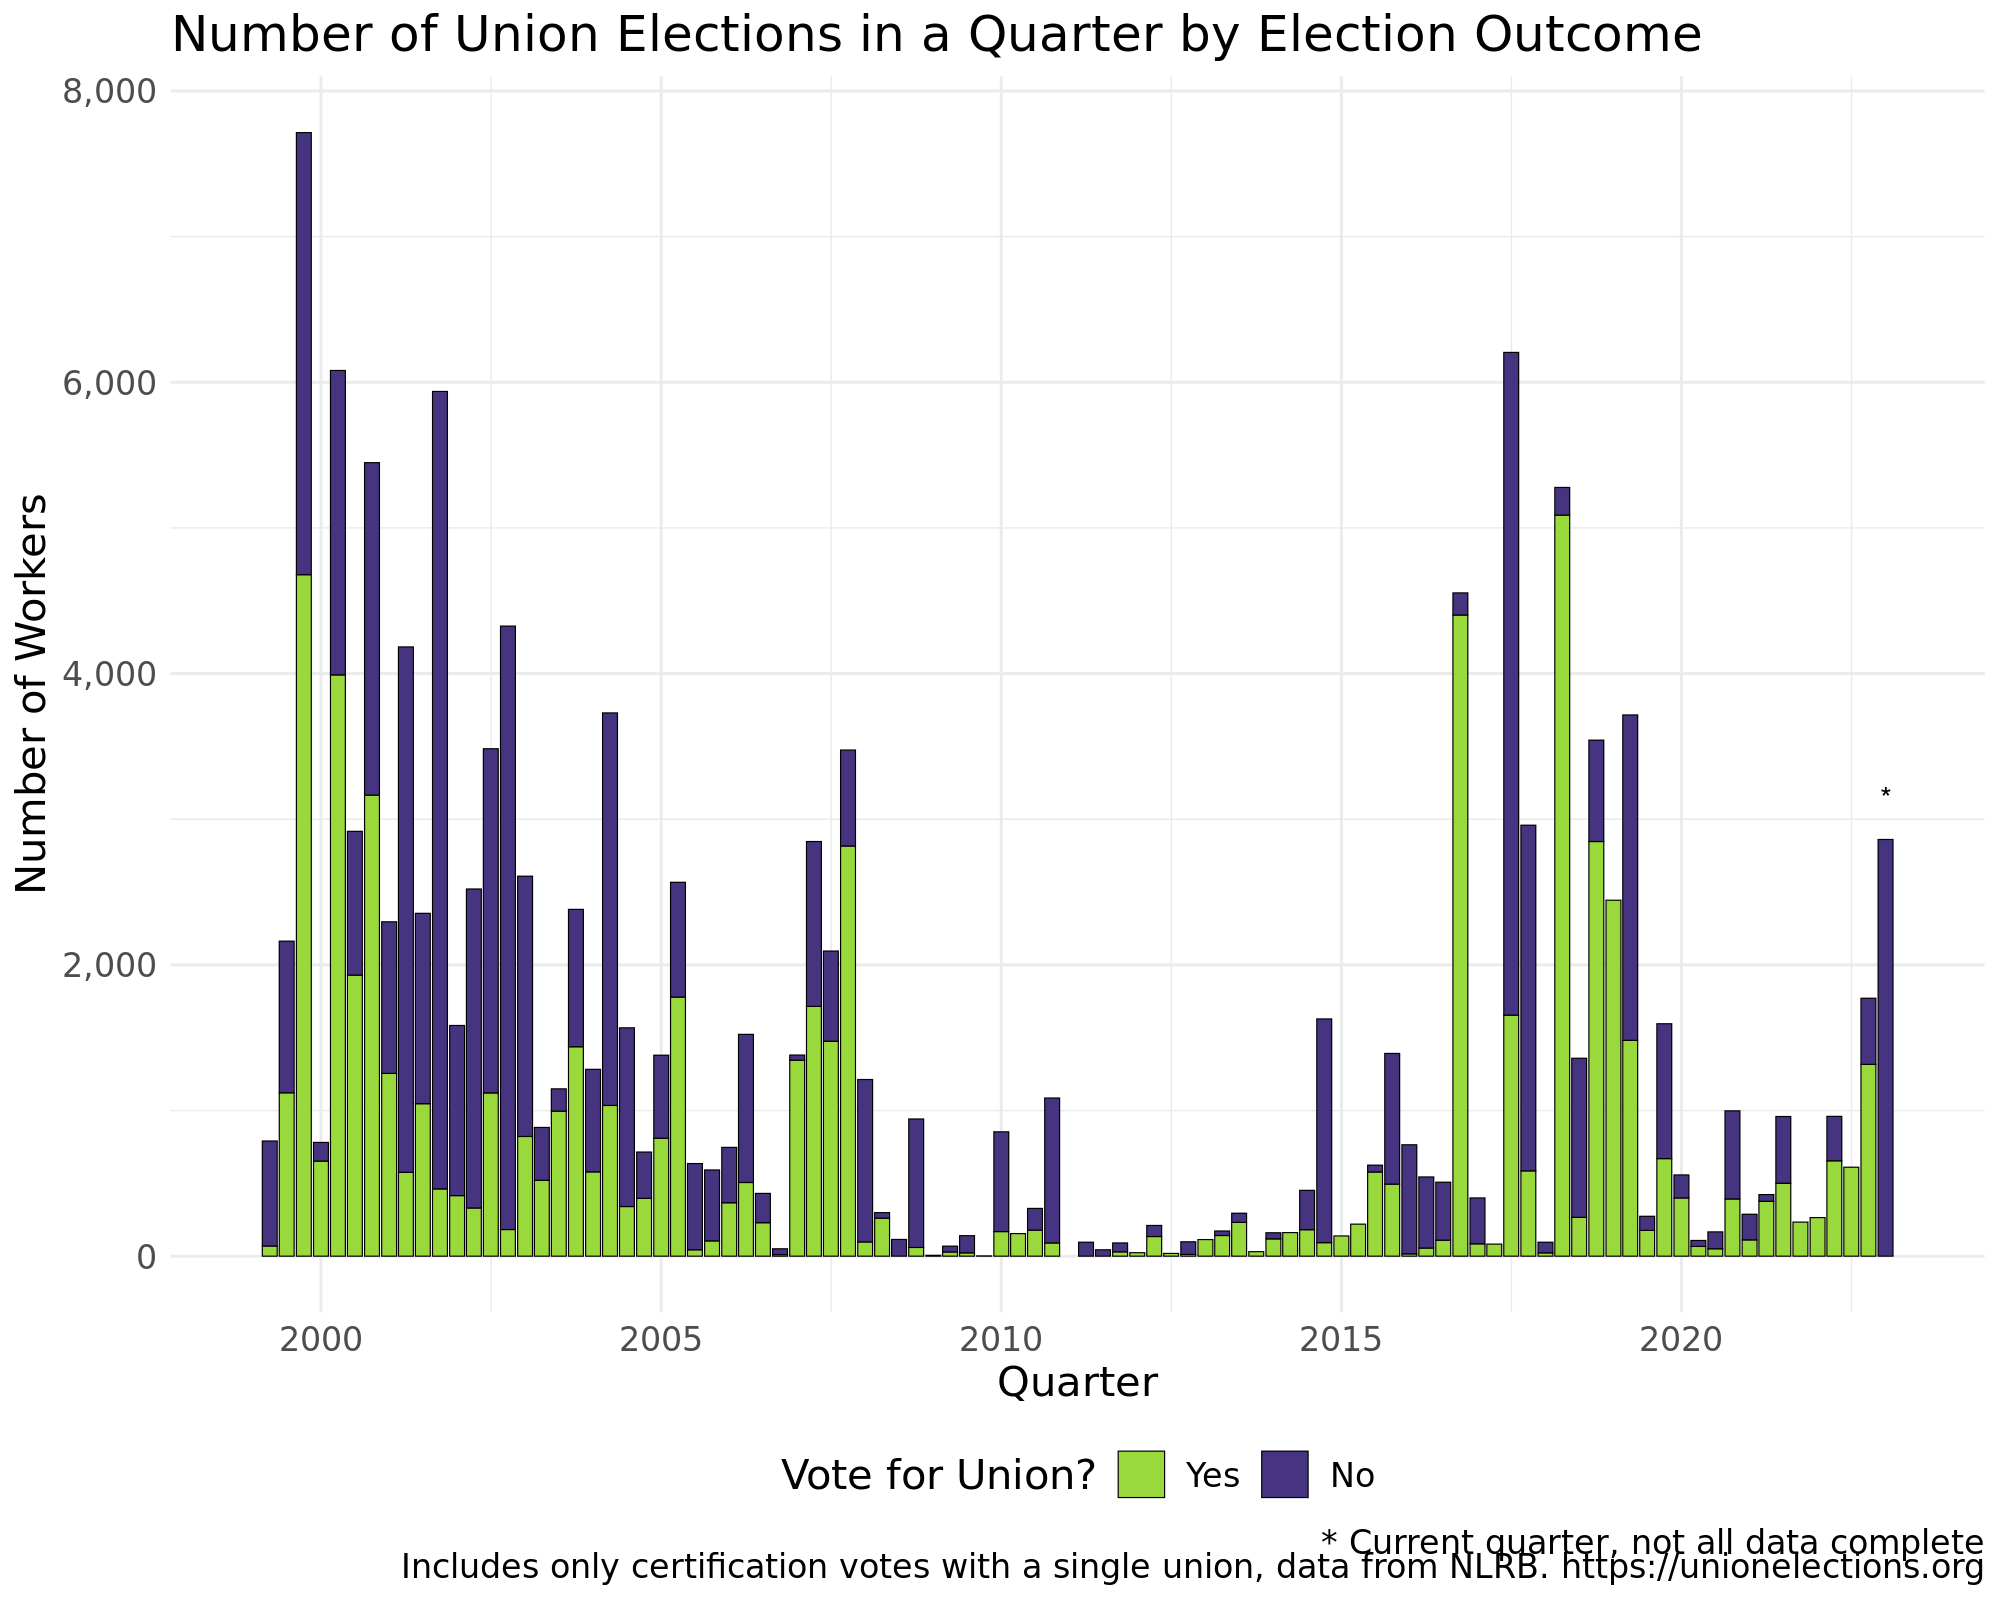 Number of Union Elections in a Quarter by Election Outcome
8,000
6,000
4,000
2,000
0
Number of Workers
*
2000 2005 2010 2015 2020
Quarter
Vote for Union? Yes No
* Current quarter, not all data complete
Includes only certification votes with a single union, data from NLRB. https://unionelections.org